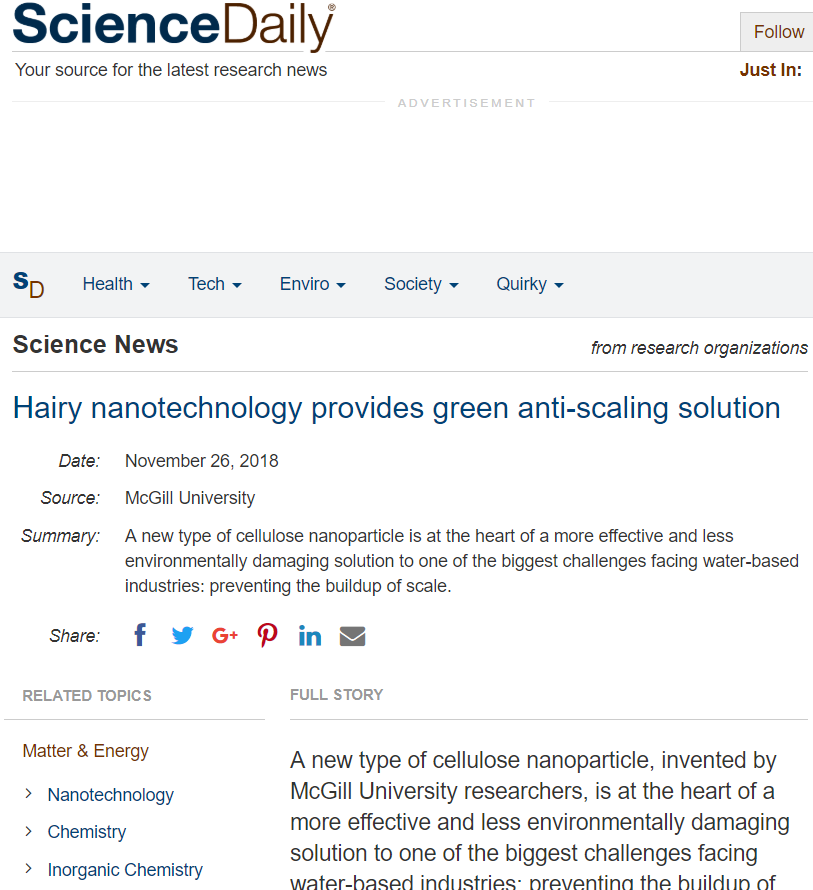 ScienceDaily®
Follow
Your source for the latest research news
Just In:
ADVERTISEMENT
SD
Health
Tech
Enviro
Society
Quirky
Science News
from research organizations
Hairy nanotechnology provides green anti-scaling solution
Date: November 26, 2018
Source: McGill University
Summary: A new type of cellulose nanoparticle is at the heart of a more effective and less
environmentally damaging solution to one of the biggest challenges facing water-based
industries: preventing the buildup of scale.
Share: f G+ in
RELATED TOPICS
Matter & Energy
> Nanotechnology
> Chemistry
> Inorganic Chemistry
FULL STORY
A new type of cellulose nanoparticle, invented by
McGill University researchers, is at the heart of a
more effective and less environmentally damaging
solution to one of the biggest challenges facing
water-based industries: preventing the buildup of